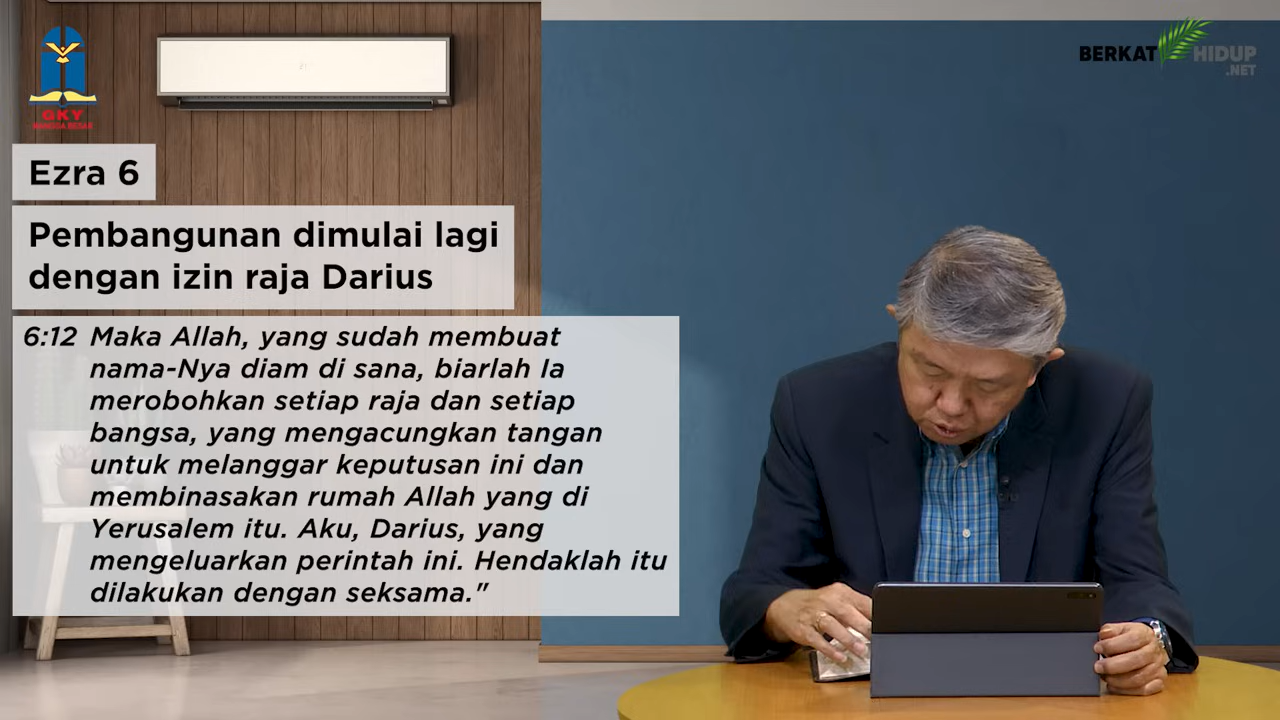 GKY
MANGGA BESAR
BERKAT HIDUP
.NET
Ezra 6
Pembangunan dimulai lagi
dengan izin raja Darius
6:12 Maka Allah, yang sudah membuat
nama-Nya diam di sana, biarlah Ia
merobohkan setiap raja dan setiap
bangsa, yang mengacungkan tangan
untuk melanggar keputusan ini dan
membinasakan rumah Allah yang di
Yerusalem itu. Aku, Darius, yang
mengeluarkan perintah ini. Hendaklah itu
dilakukan dengan seksama."